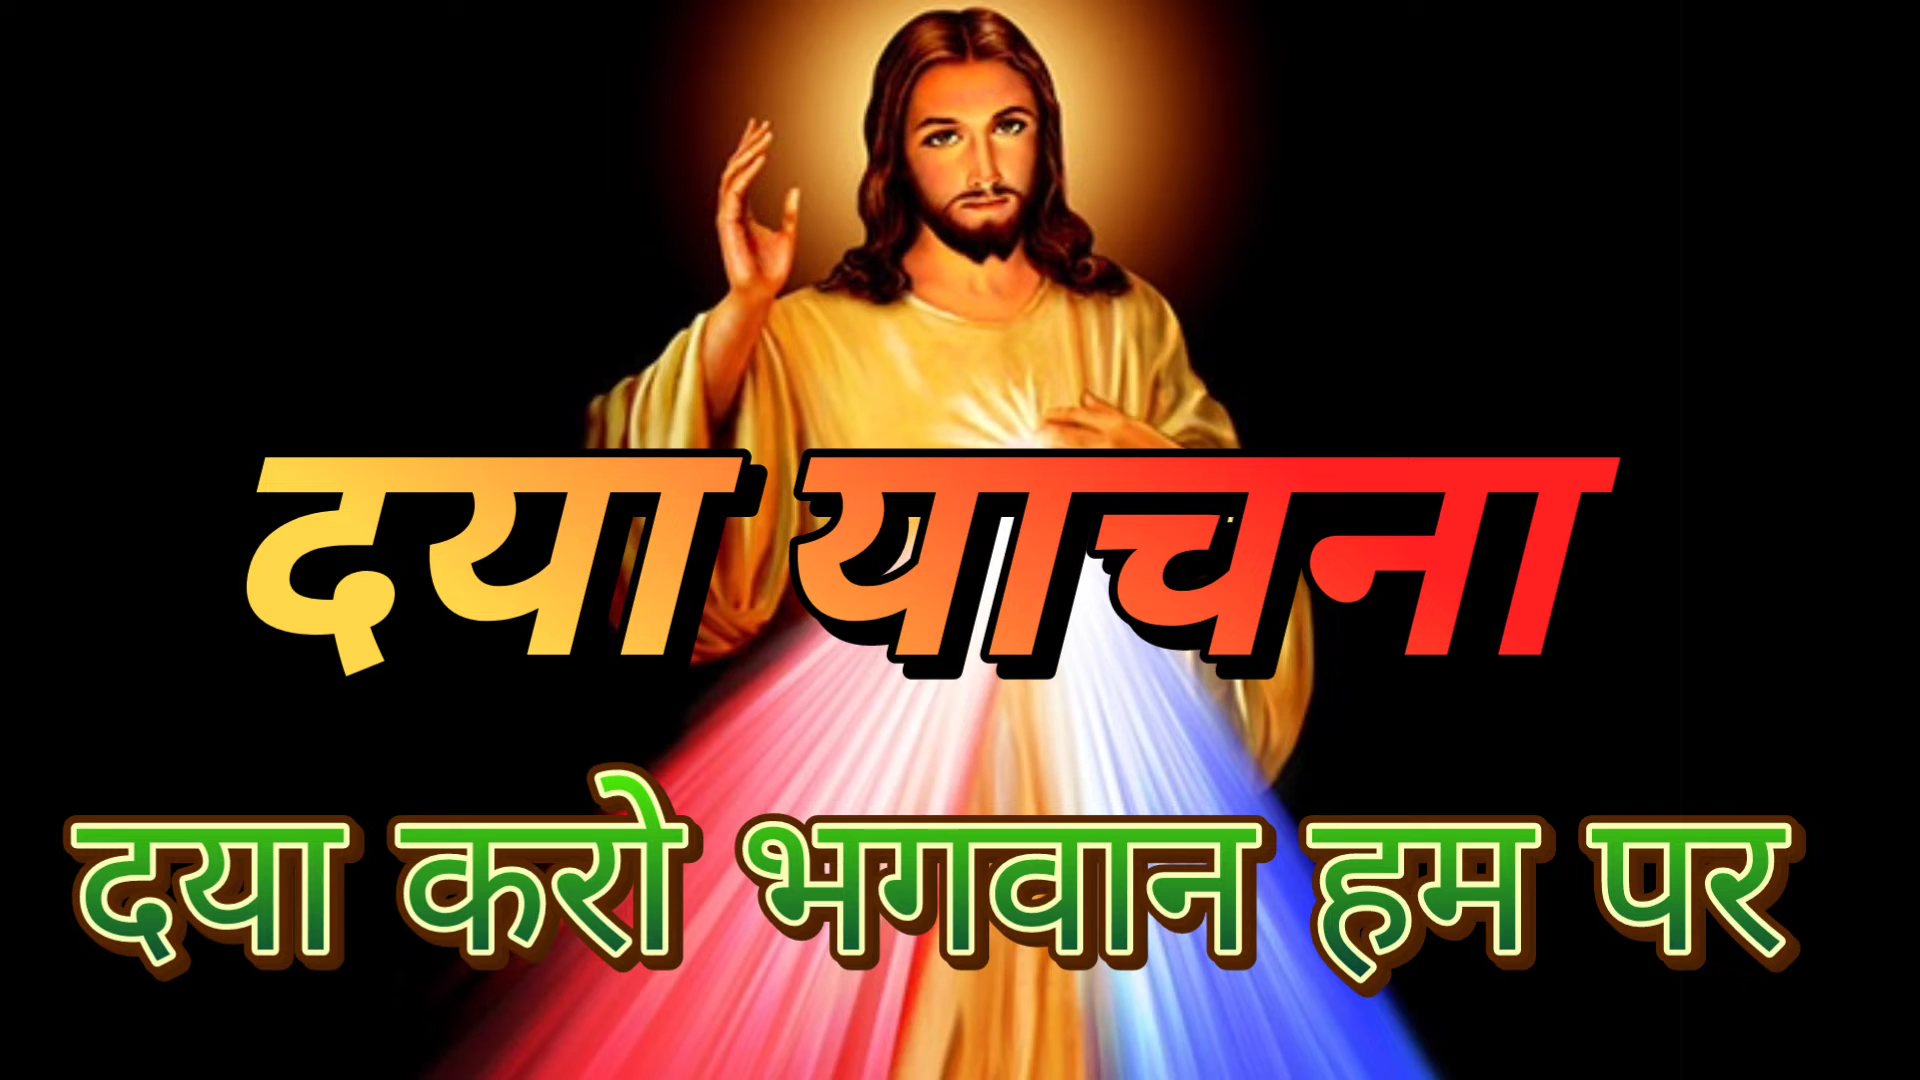 दया याचना
दया करो भगवान हम पर